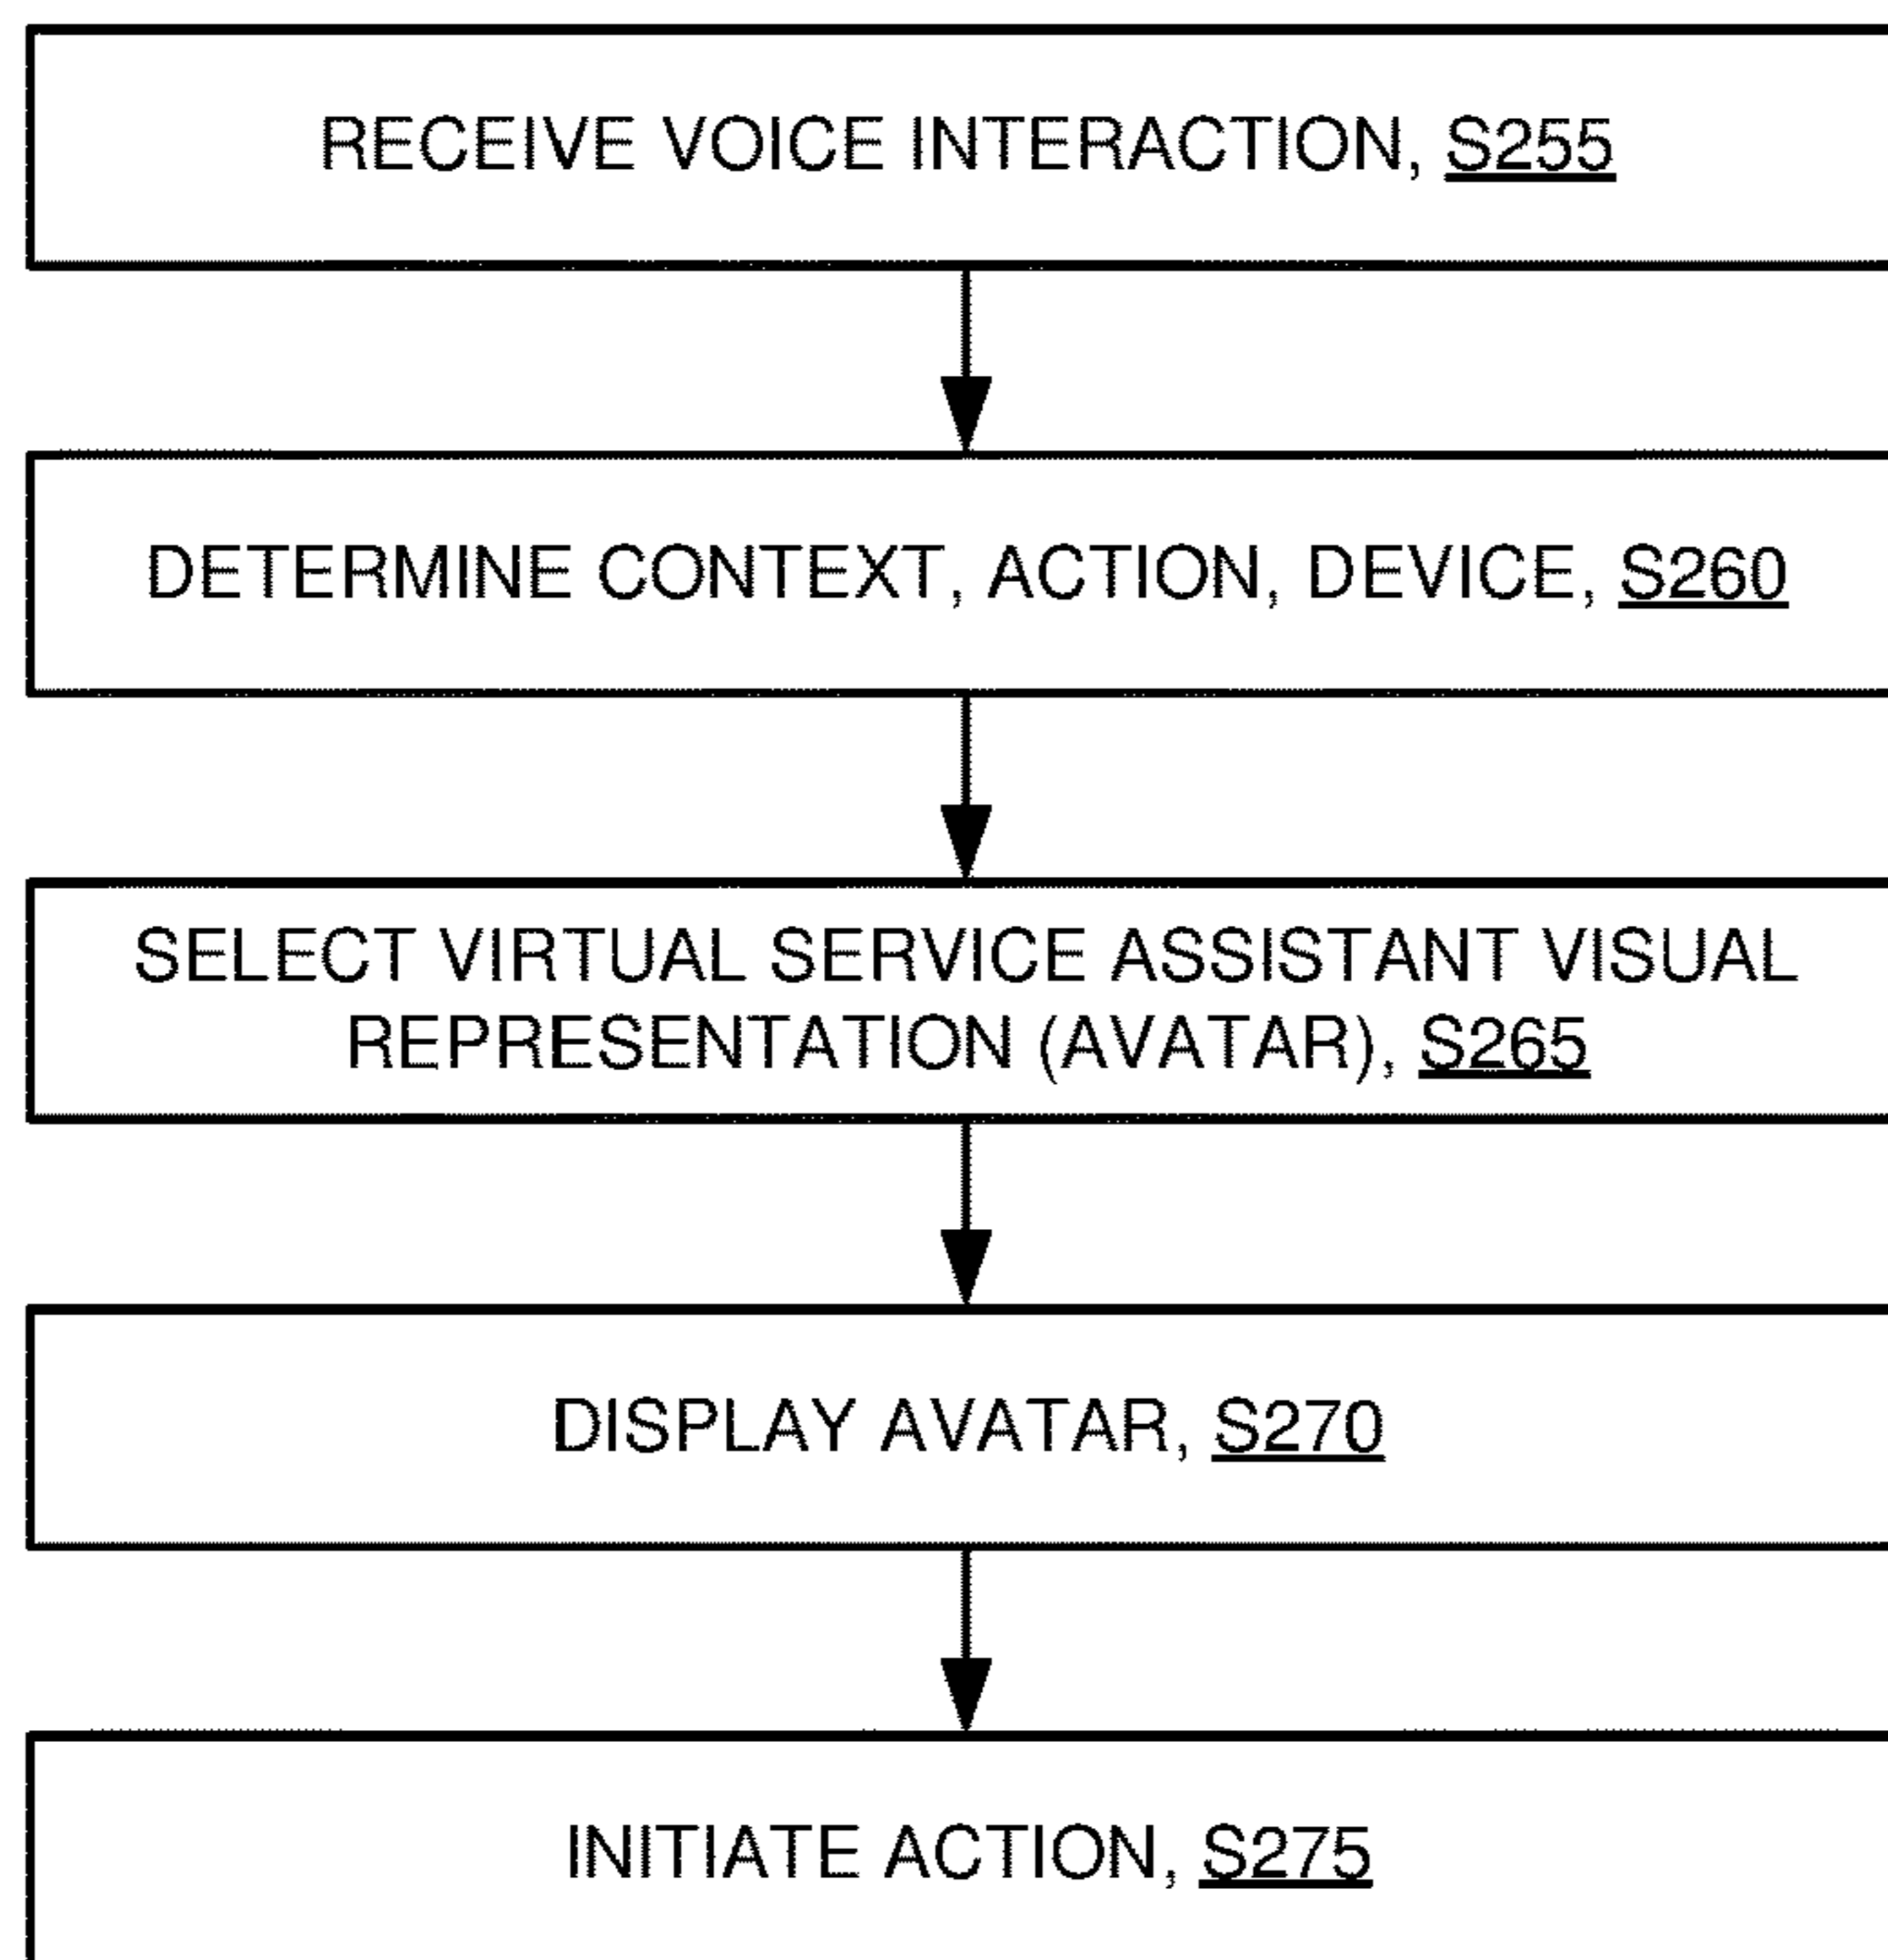 RECEIVE VOICE INTERACTION, S255
DETERMINE CONTEXT, ACTION, DEVICE, S260
SELECT VIRTUAL SERVICE ASSISTANT VISUAL
REPRESENTATION (AVATAR), S265
DISPLAY AVATAR, S270
INITIATE ACTION, S275